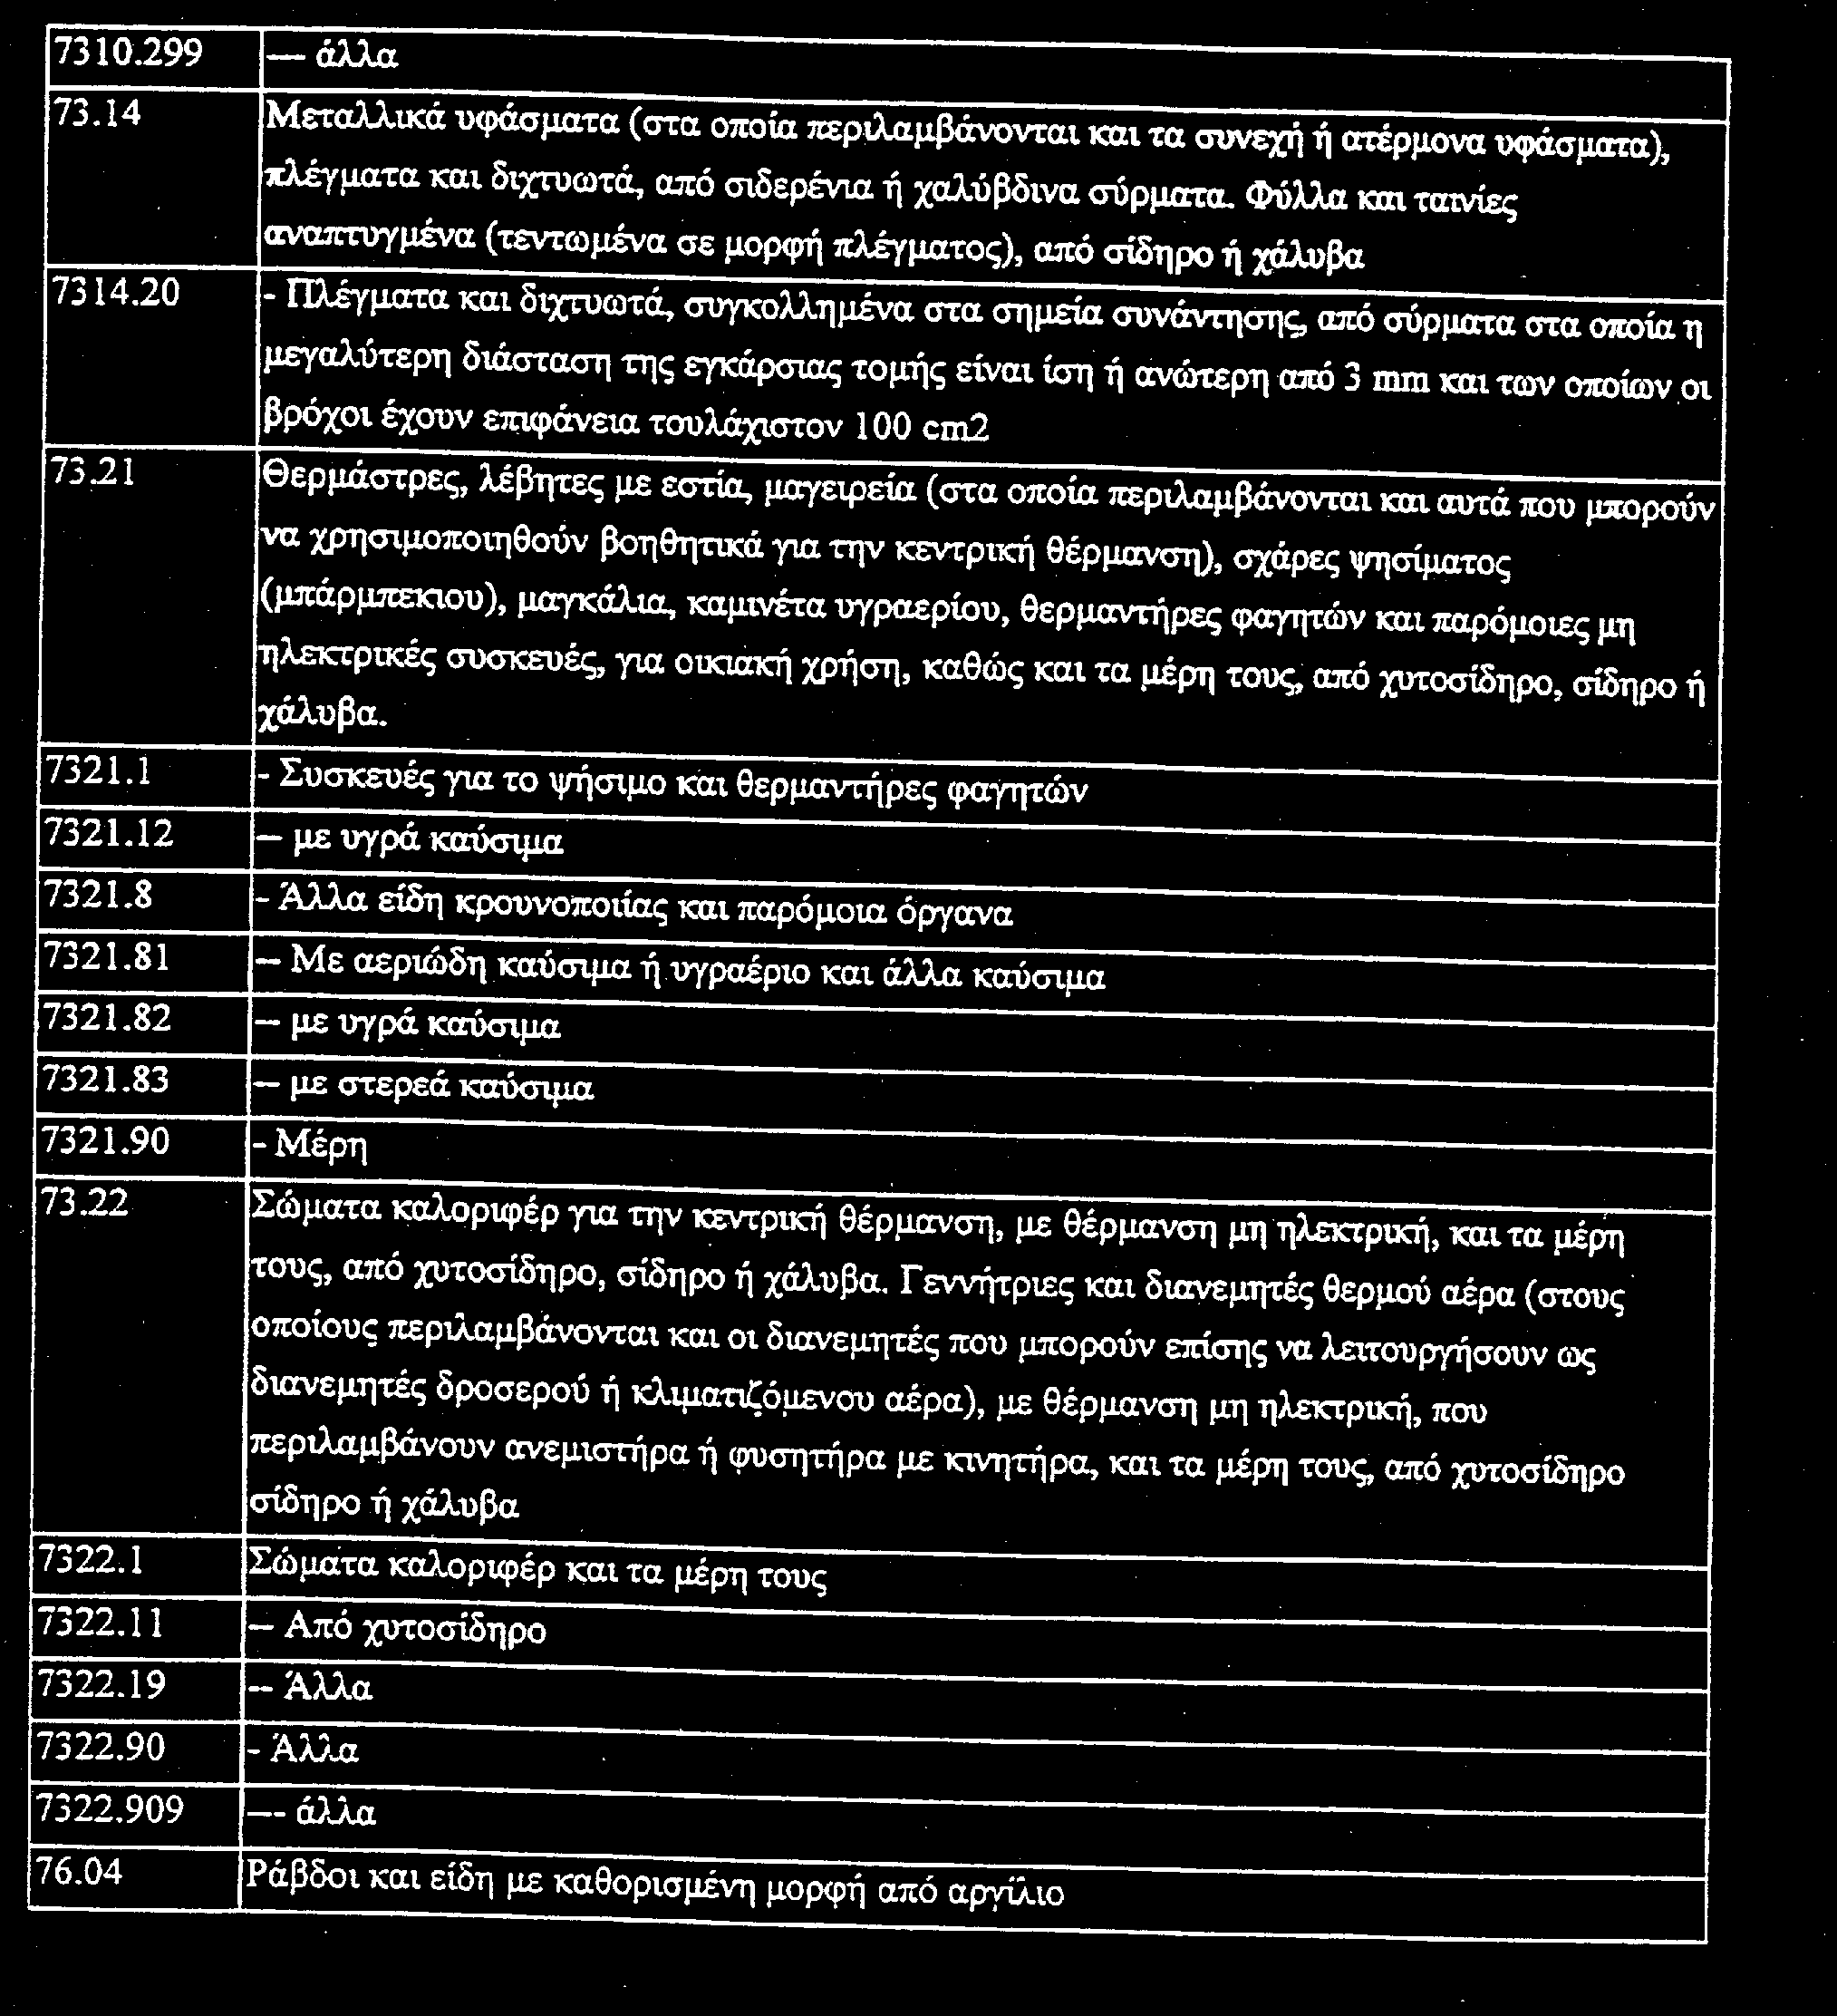 7310.299 — άλλα
73.14 Μεταλλικά υφάσματα (στα οποία περιλαμβάνονται και τα συνεχή ή ατέρμονα υφάσματα),
πλέγματα και διχτυωτά, από σιδερένια ή χαλύβδινα σύρματα. Φύλλα και ταινίες
αναπτυγμένα (τεντωμένα σε μορφή πλέγματος), από σίδηρο ή χάλυβα
7314.20 - Πλέγματα και διχτυωτά, συγκολλημένα στα σημεία συνάντησης, από σύρματα στα οποία η
μεγαλύτερη διάσταση της εγκάρσιας τομής είναι ίση ή ανώτερη από 3 mm και των οποίων οι
βρόχοι έχουν επιφάνεια τουλάχιστον 100 cm2
73.21 Θερμάστρες, λέβητες με εστία, μαγειρεία (στα οποία περιλαμβάνονται και αυτά που μπορούν
να χρησιμοποιηθούν βοηθητικά για την κεντρική θέρμανση), σχάρες ψησίματος
(μπάρμπεκιου), μαγκάλια, καμινέτα υγραερίου, θερμαντήρες φαγητών και παρόμοιες μη
ηλεκτρικές συσκευές, για οικιακή χρήση, καθώς και τα μέρη τους, από χυτοσίδηρο, σίδηρο ή
χάλυβα.
7321.1 - Συσκευές για το ψήσιμο και θερμαντήρες φαγητών
7321.12 – με υγρά καύσιμα
7321.8 - Άλλα είδη κρουνοποιίας και παρόμοια όργανα
7321.81 – Με αεριώδη καύσιμα ή υγραέριο και άλλα καύσιμα
7321.82 – με υγρά καύσιμα
7321.83 – με στερεά καύσιμα
7321.90 - Μέρη
73.22 Σώματα καλοριφέρ για την κεντρική θέρμανση, με θέρμανση μη ηλεκτρική, και τα μέρη
τους, από χυτοσίδηρο, σίδηρο ή χάλυβα. Γεννήτριες και διανεμητές θερμού αέρα (στους
οποίους περιλαμβάνονται και οι διανεμητές που μπορούν επίσης να λειτουργήσουν ως
διανεμητές δροσερού ή κλιματιζόμενου αέρα), με θέρμανση μη ηλεκτρική, που
περιλαμβάνουν ανεμιστήρα ή φυσητήρα με κινητήρα, και τα μέρη τους, από χυτοσίδηρο
σίδηρο ή χάλυβα
7322.1 Σώματα καλοριφέρ και τα μέρη τους
7322.11 – Από χυτοσίδηρο
7322.19 -- Άλλα
7322.90 - Άλλα
7322.909 --- άλλα
76.04 Ράβδοι και είδη με καθορισμένη μορφή από αργίλιο